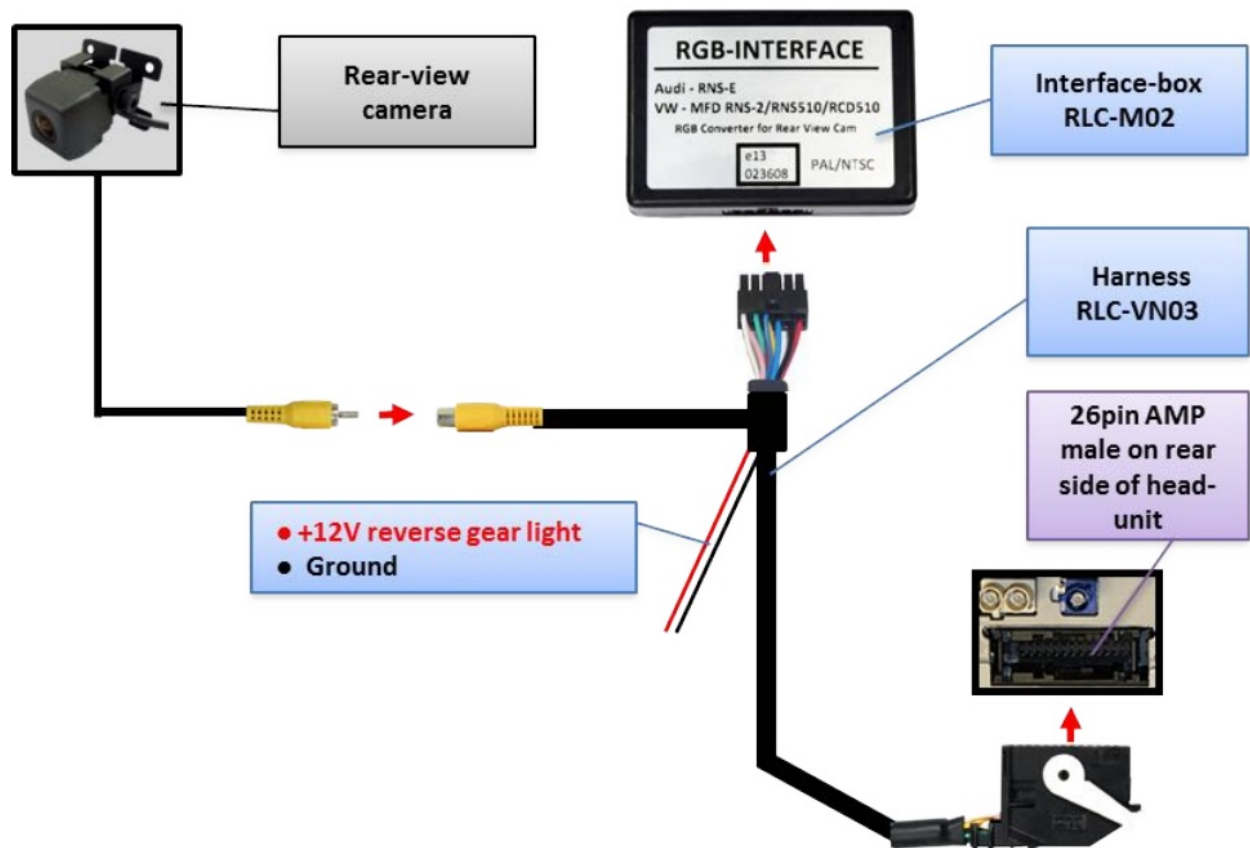 Rear-view
camera
RGB-INTERFACE
Audi - RNS-E
VW - MFD RNS-2/RNS510/RCD510
RGB Converter for Rear View Cam
e13
023608
PAL/NTSC
Interface-box
RLC-M02
Harness
RLC-VN03
26pin AMP
male on rear
side of head-
unit
● +12V reverse gear light
● Ground